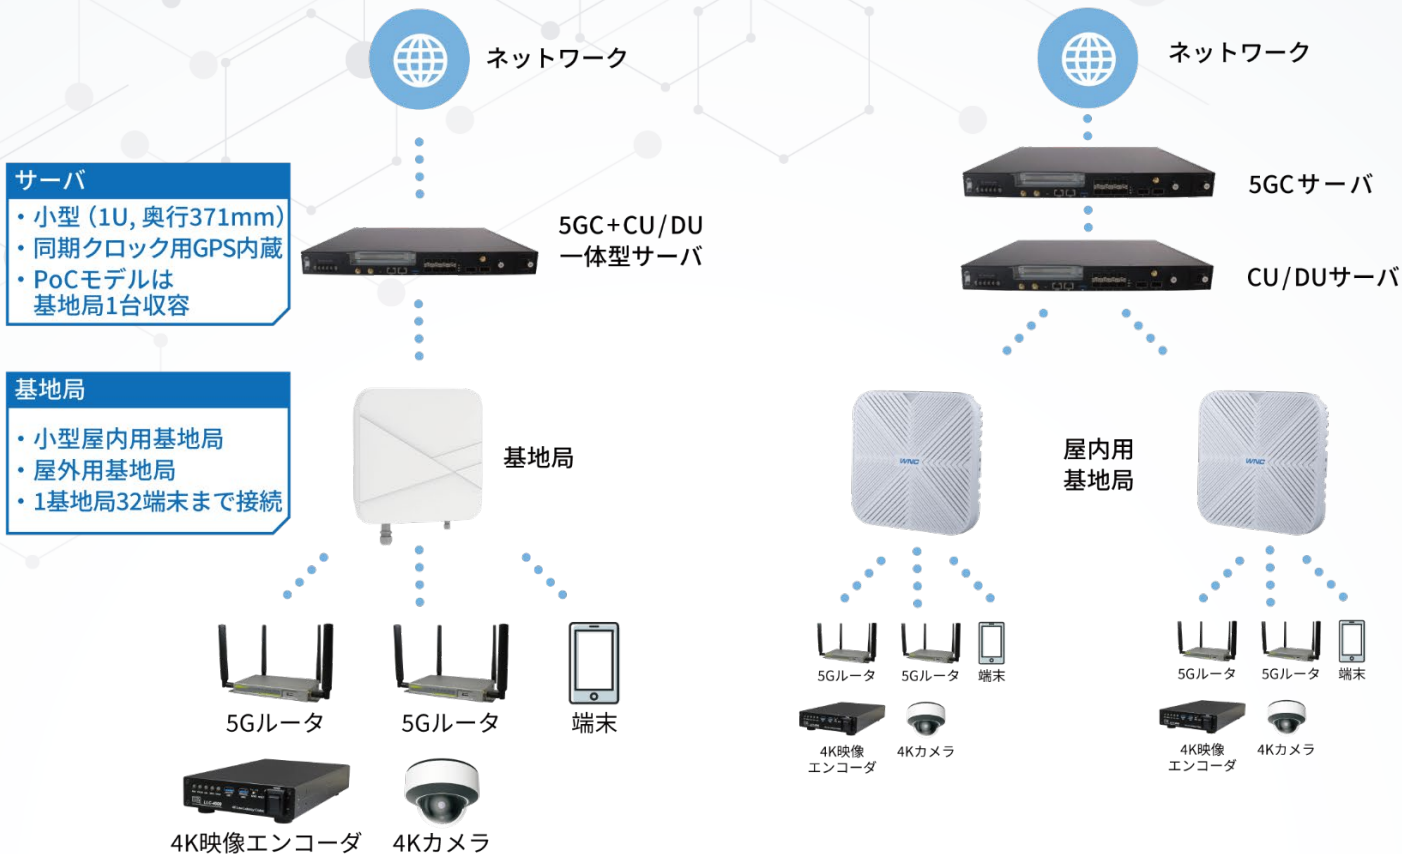 ネットワーク
サーバ
・小型（1U, 奥行371mm）
・同期クロック用GPS内蔵
・PoCモデルは
基地局1台収容
5GC+CU/DU
一体型サーバ
基地局
・小型屋内用基地局
・屋外用基地局
・1基地局32端末まで接続
基地局
5Gルータ
5Gルータ
端末
LLC-4000
4K映像エンコーダ
4Kカメラ
ネットワーク
5GCサーバ
CU/DUサーバ
WNC
屋内用
基地局
WNC
5Gルータ
5Gルータ
端末
4K映像
エンコーダ
4Kカメラ
5Gルータ
5Gルータ
端末
4K映像
エンコーダ
4Kカメラ